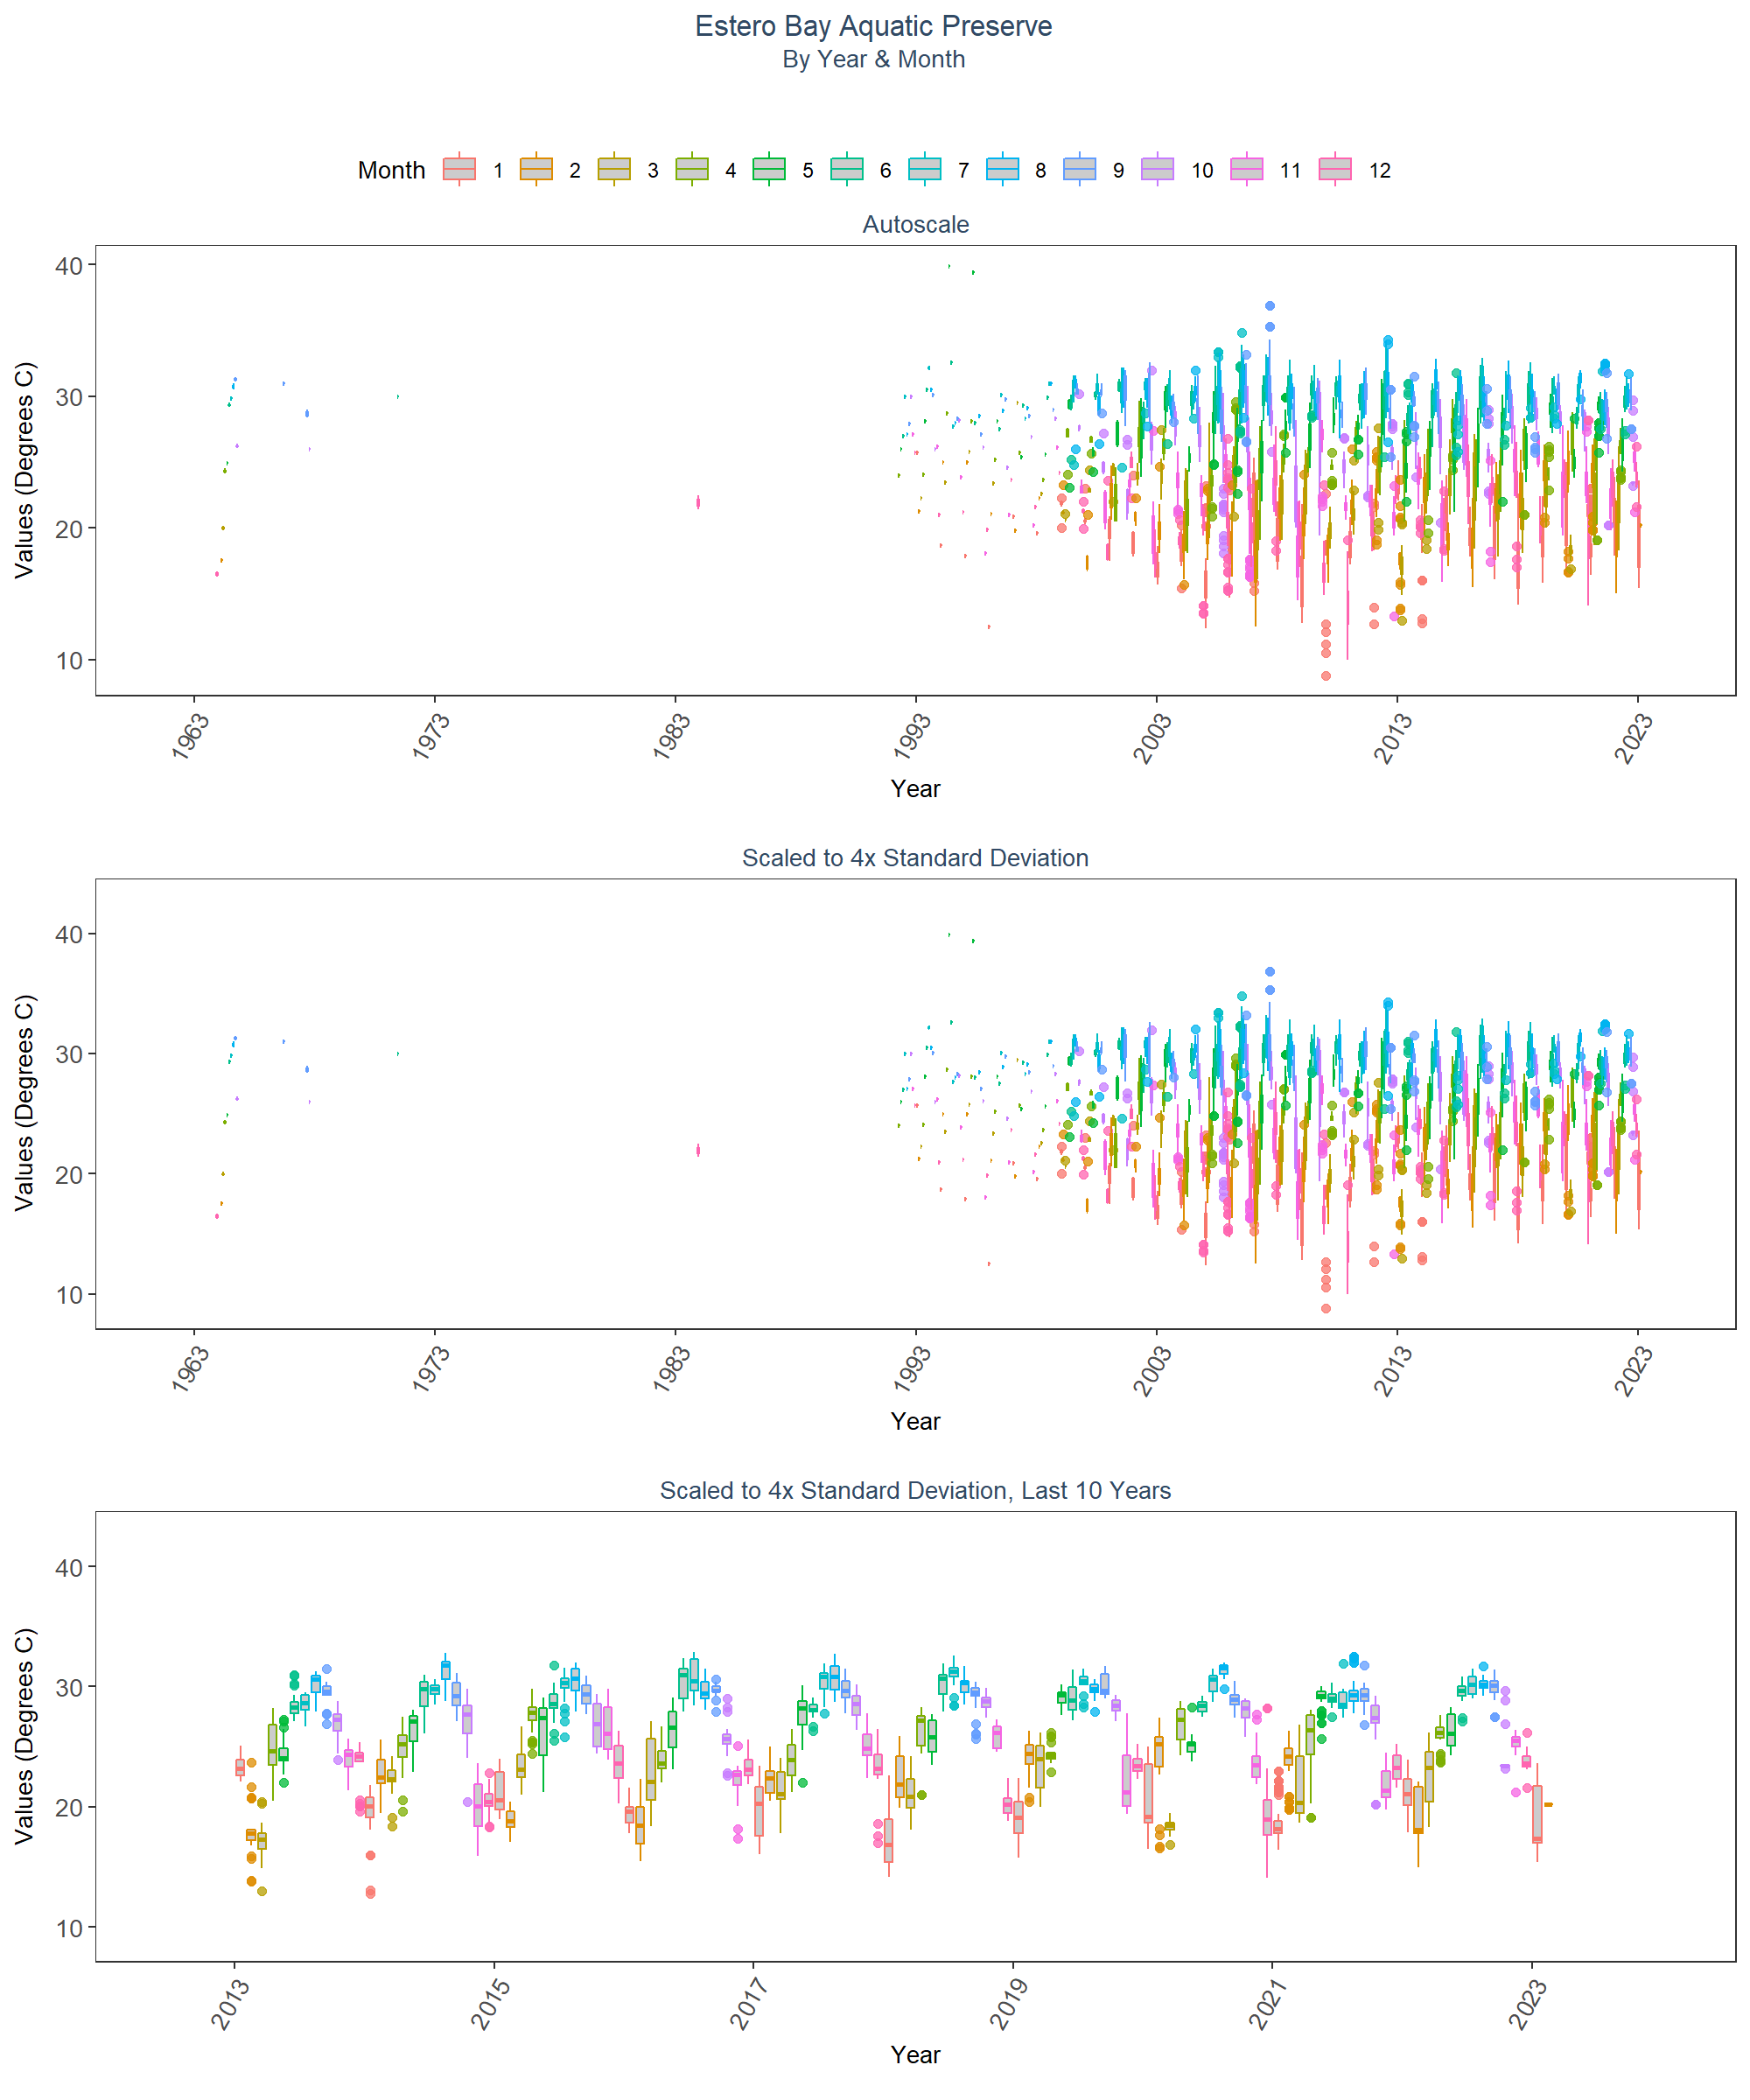 Estero Bay Aquatic Preserve
By Year & Month
Month 1 2 3 4 5 6 7 8 9 10 11 12
Autoscale
Values (Degrees C)
40
30
20
10
1963 1973 1983 1993 2003 2013 2023
Year
Scaled to 4x Standard Deviation
Values (Degrees C)
40
30
20
10
1963 1973 1983 1993 2003 2013 2023
Year
Scaled to 4x Standard Deviation, Last 10 Years
Values (Degrees C)
40
30
20
10
2013 2015 2017 2019 2021 2023
Year